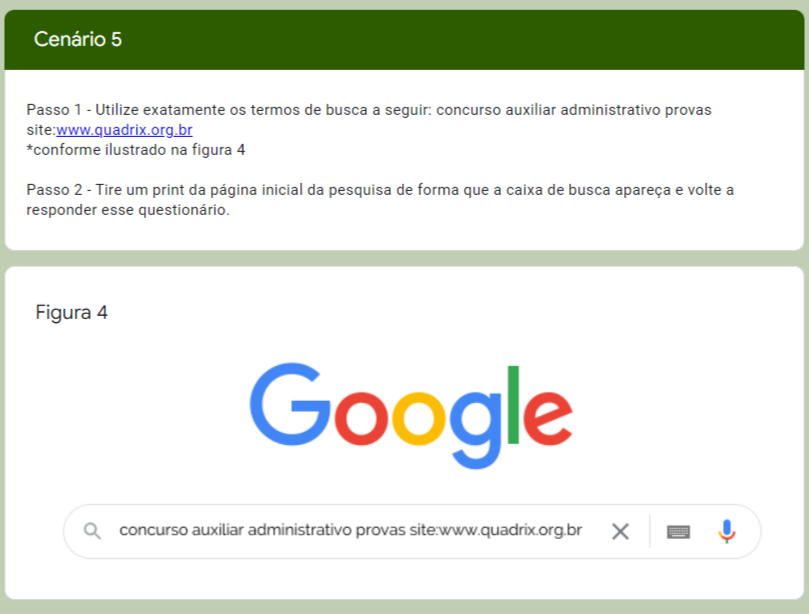 Cenário 5
Passo 1 - Utilize exatamente os termos de busca a seguir: concurso auxiliar administrativo provas
site:www.quadrix.org.br
*conforme ilustrado na figura 4
Passo 2 - Tire um print da página inicial da pesquisa de forma que a caixa de busca apareça e volte a
responder esse questionário.
Figura 4
Google
concurso auxiliar administrativo provas site:www.quadrix.org.br